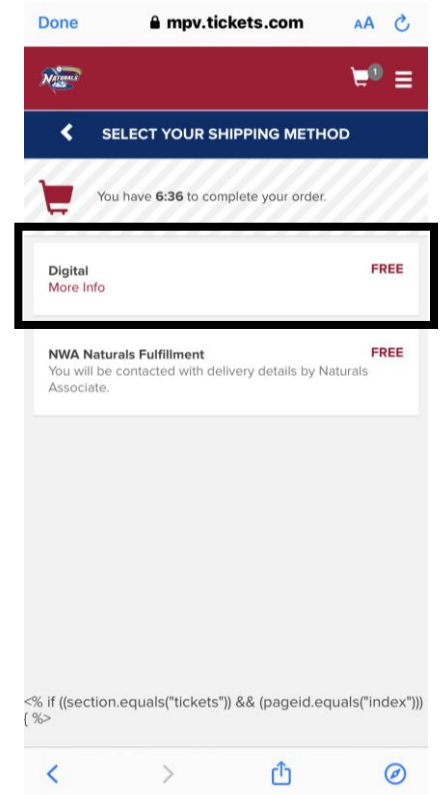 Done mpv.tickets.com AA
NATURALS
1
SELECT YOUR SHIPPING METHOD
You have 6:36 to complete your order.
Digital FREE
More Info
NWA Naturals Fulfillment FREE
You will be contacted with delivery details by Naturals
Associate.
<% if ((section.equals("tickets")) && (pageid.equals("index")))
{ %>